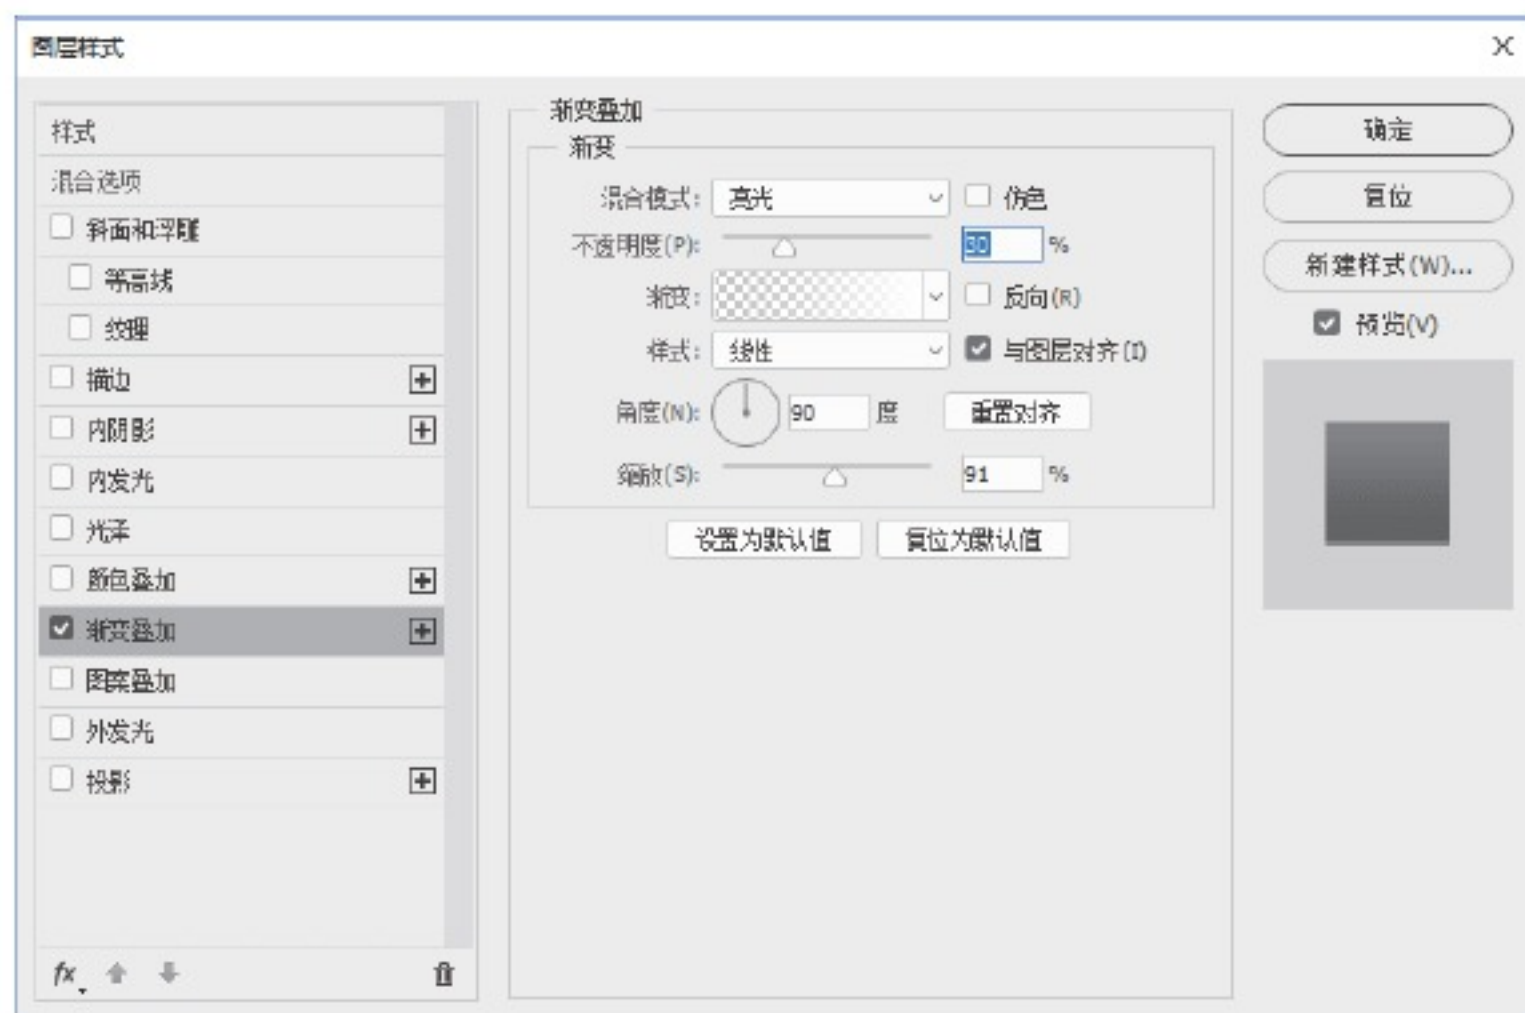 图层样式
样式
混合选项
斜面和浮雕
等高线
纹理
描边
内阴影
内发光
光泽
颜色叠加
渐变叠加
图案叠加
外发光
投影
fx
渐变叠加
渐变
混合模式: 亮光 仿色
不透明度(P): 30 %
渐变: 反向(R)
样式: 线性 与图层对齐(I)
角度(N): 90 度 重置对齐
缩放(S): 91 %
设置为默认值 复位为默认值
确定
复位
新建样式(W)...
预览(V)